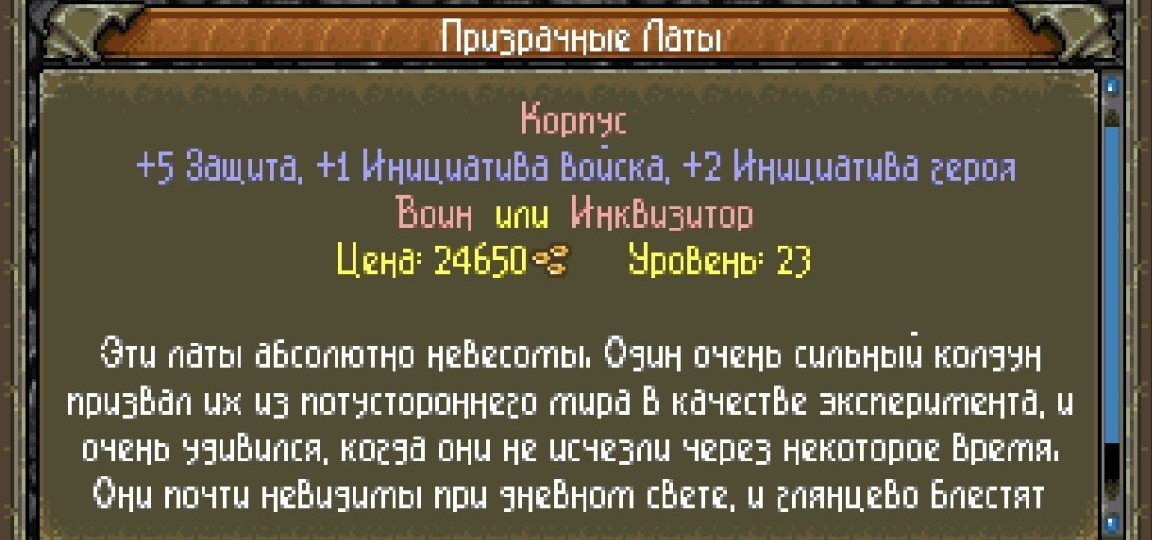 Призрачные Латы
Корпус
+5 Защита, +1 Инициатива войска, +2 Инициатива героя
Воин или Инквизитор
Цена: 24650 Уровень: 23
Эти латы абсолютно невесомы. Один очень сильный колдун
призвал их из потустороннего мира в качестве эксперимента, и
очень удивился, когда они не исчезли через некоторое время.
Они почти невидимы при дневном свете, и глянцево блестят